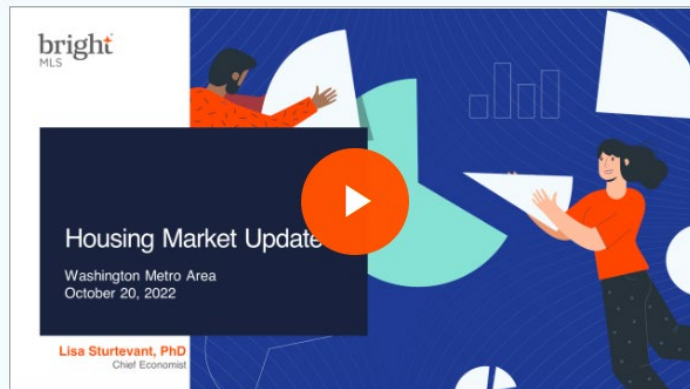 bright
MLS
Housing Market Update
Washington Metro Area
October 20, 2022
Lisa Sturtevant, PhD
Chief Economist